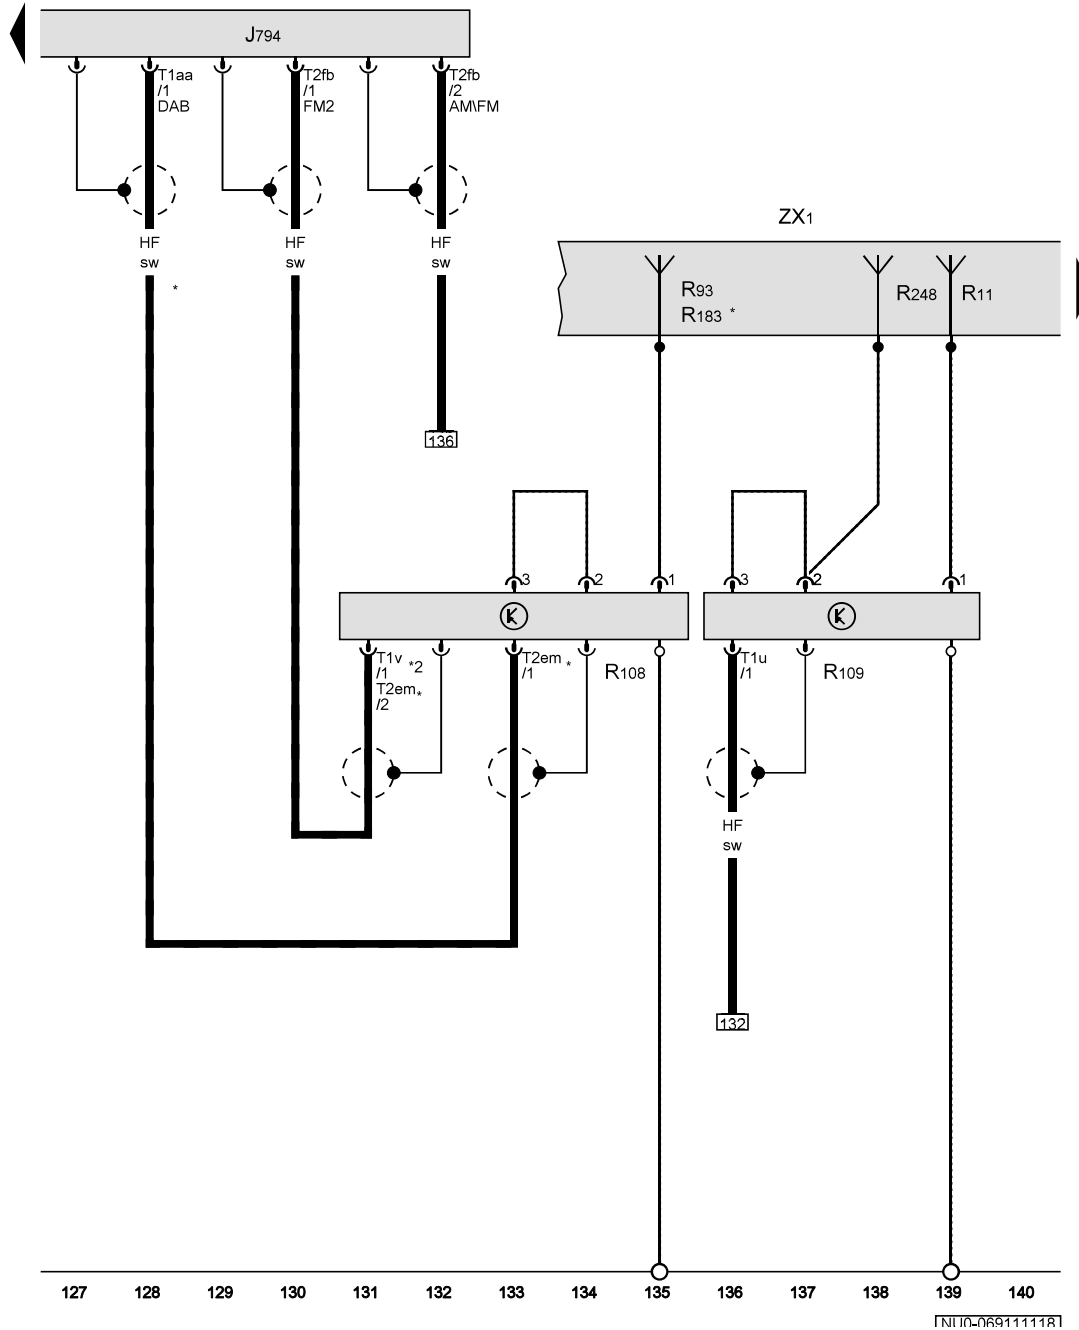 J794
T1aa
/1
DAB
T2fb
/1
FM2
T2fb
/2
AM\FM
HF
sw
*
HF
sw
HF
sw
136
ZX1
R93
R183 *
R248
R11
3
2
1
3
2
1
T1v *2
/1
T2em*
/2
T2em *
/1
R108
T1u
/1
R109
HF
sw
132
127 128 129 130 131 132 133 134 135 136 137 138 139 140
NU0-069111118